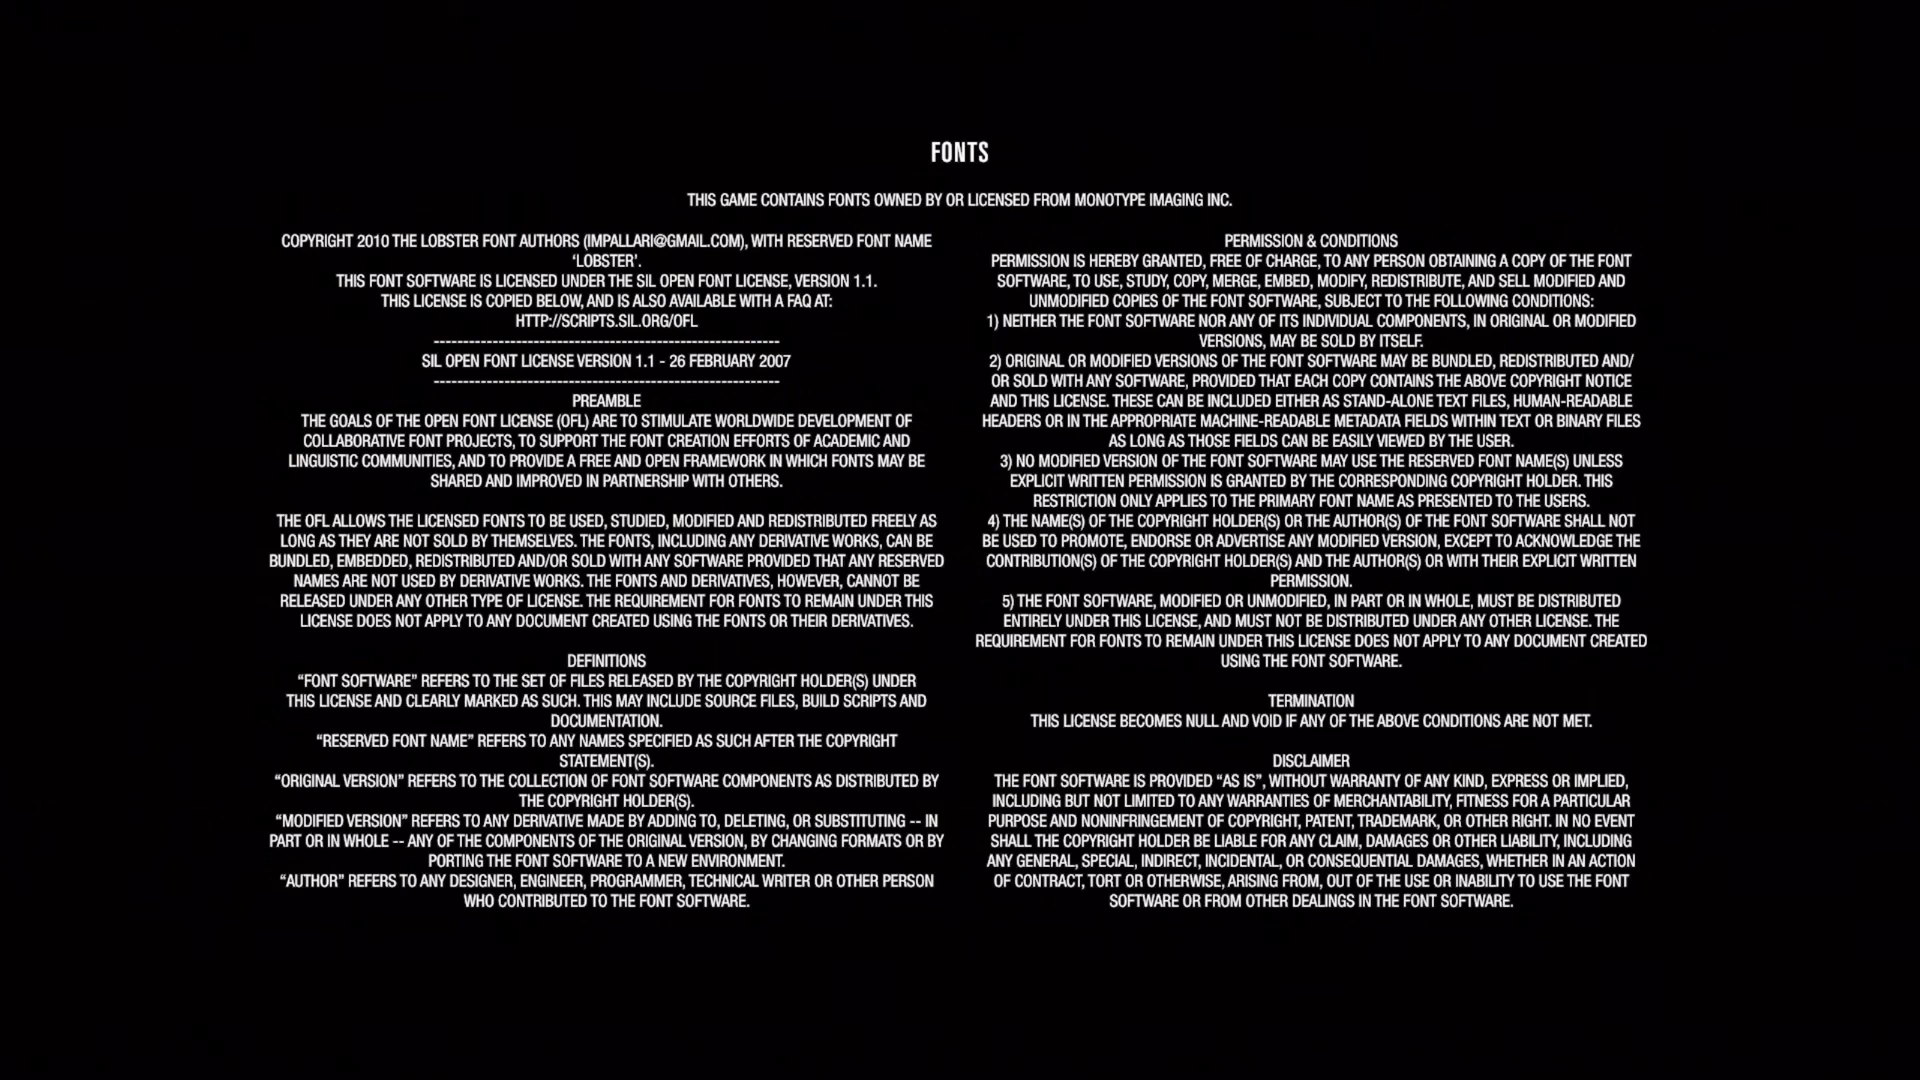 FONTS
THIS GAME CONTAINS FONTS OWNED BY OR LICENSED FROM MONOTYPE IMAGING INC.
COPYRIGHT 2010 THE LOBSTER FONT AUTHORS (IMPALLARI@GMAIL.COM), WITH RESERVED FONT NAME
‘LOBSTER’.
THIS FONT SOFTWARE IS LICENSED UNDER THE SIL OPEN FONT LICENSE, VERSION 1.1.
THIS LICENSE IS COPIED BELOW, AND IS ALSO AVAILABLE WITH A FAQ AT:
HTTP://SCRIPTS.SIL.ORG/OFL
-----------------------------------------------------------
SIL OPEN FONT LICENSE VERSION 1.1 - 26 FEBRUARY 2007
-----------------------------------------------------------
PREAMBLE
THE GOALS OF THE OPEN FONT LICENSE (OFL) ARE TO STIMULATE WORLDWIDE DEVELOPMENT OF
COLLABORATIVE FONT PROJECTS, TO SUPPORT THE FONT CREATION EFFORTS OF ACADEMIC AND
LINGUISTIC COMMUNITIES, AND TO PROVIDE A FREE AND OPEN FRAMEWORK IN WHICH FONTS MAY BE
SHARED AND IMPROVED IN PARTNERSHIP WITH OTHERS.
THE OFL ALLOWS THE LICENSED FONTS TO BE USED, STUDIED, MODIFIED AND REDISTRIBUTED FREELY AS
LONG AS THEY ARE NOT SOLD BY THEMSELVES. THE FONTS, INCLUDING ANY DERIVATIVE WORKS, CAN BE
BUNDLED, EMBEDDED, REDISTRIBUTED AND/OR SOLD WITH ANY SOFTWARE PROVIDED THAT ANY RESERVED
NAMES ARE NOT USED BY DERIVATIVE WORKS. THE FONTS AND DERIVATIVES, HOWEVER, CANNOT BE
RELEASED UNDER ANY OTHER TYPE OF LICENSE. THE REQUIREMENT FOR FONTS TO REMAIN UNDER THIS
LICENSE DOES NOT APPLY TO ANY DOCUMENT CREATED USING THE FONTS OR THEIR DERIVATIVES.
DEFINITIONS
“FONT SOFTWARE” REFERS TO THE SET OF FILES RELEASED BY THE COPYRIGHT HOLDER(S) UNDER
THIS LICENSE AND CLEARLY MARKED AS SUCH. THIS MAY INCLUDE SOURCE FILES, BUILD SCRIPTS AND
DOCUMENTATION.
“RESERVED FONT NAME” REFERS TO ANY NAMES SPECIFIED AS SUCH AFTER THE COPYRIGHT
STATEMENT(S).
“ORIGINAL VERSION” REFERS TO THE COLLECTION OF FONT SOFTWARE COMPONENTS AS DISTRIBUTED BY
THE COPYRIGHT HOLDER(S).
“MODIFIED VERSION” REFERS TO ANY DERIVATIVE MADE BY ADDING TO, DELETING, OR SUBSTITUTING -- IN
PART OR IN WHOLE -- ANY OF THE COMPONENTS OF THE ORIGINAL VERSION, BY CHANGING FORMATS OR BY
PORTING THE FONT SOFTWARE TO A NEW ENVIRONMENT.
“AUTHOR” REFERS TO ANY DESIGNER, ENGINEER, PROGRAMMER, TECHNICAL WRITER OR OTHER PERSON
WHO CONTRIBUTED TO THE FONT SOFTWARE.
PERMISSION & CONDITIONS
PERMISSION IS HEREBY GRANTED, FREE OF CHARGE, TO ANY PERSON OBTAINING A COPY OF THE FONT
SOFTWARE, TO USE, STUDY, COPY, MERGE, EMBED, MODIFY, REDISTRIBUTE, AND SELL MODIFIED AND
UNMODIFIED COPIES OF THE FONT SOFTWARE, SUBJECT TO THE FOLLOWING CONDITIONS:
1) NEITHER THE FONT SOFTWARE NOR ANY OF ITS INDIVIDUAL COMPONENTS, IN ORIGINAL OR MODIFIED
VERSIONS, MAY BE SOLD BY ITSELF.
2) ORIGINAL OR MODIFIED VERSIONS OF THE FONT SOFTWARE MAY BE BUNDLED, REDISTRIBUTED AND/
OR SOLD WITH ANY SOFTWARE, PROVIDED THAT EACH COPY CONTAINS THE ABOVE COPYRIGHT NOTICE
AND THIS LICENSE. THESE CAN BE INCLUDED EITHER AS STAND-ALONE TEXT FILES, HUMAN-READABLE
HEADERS OR IN THE APPROPRIATE MACHINE-READABLE METADATA FIELDS WITHIN TEXT OR BINARY FILES
AS LONG AS THOSE FIELDS CAN BE EASILY VIEWED BY THE USER.
3) NO MODIFIED VERSION OF THE FONT SOFTWARE MAY USE THE RESERVED FONT NAME(S) UNLESS
EXPLICIT WRITTEN PERMISSION IS GRANTED BY THE CORRESPONDING COPYRIGHT HOLDER. THIS
RESTRICTION ONLY APPLIES TO THE PRIMARY FONT NAME AS PRESENTED TO THE USERS.
4) THE NAME(S) OF THE COPYRIGHT HOLDER(S) OR THE AUTHOR(S) OF THE FONT SOFTWARE SHALL NOT
BE USED TO PROMOTE, ENDORSE OR ADVERTISE ANY MODIFIED VERSION, EXCEPT TO ACKNOWLEDGE THE
CONTRIBUTION(S) OF THE COPYRIGHT HOLDER(S) AND THE AUTHOR(S) OR WITH THEIR EXPLICIT WRITTEN
PERMISSION.
5) THE FONT SOFTWARE, MODIFIED OR UNMODIFIED, IN PART OR IN WHOLE, MUST BE DISTRIBUTED
ENTIRELY UNDER THIS LICENSE, AND MUST NOT BE DISTRIBUTED UNDER ANY OTHER LICENSE. THE
REQUIREMENT FOR FONTS TO REMAIN UNDER THIS LICENSE DOES NOT APPLY TO ANY DOCUMENT CREATED
USING THE FONT SOFTWARE.
TERMINATION
THIS LICENSE BECOMES NULL AND VOID IF ANY OF THE ABOVE CONDITIONS ARE NOT MET.
DISCLAIMER
THE FONT SOFTWARE IS PROVIDED “AS IS”, WITHOUT WARRANTY OF ANY KIND, EXPRESS OR IMPLIED,
INCLUDING BUT NOT LIMITED TO ANY WARRANTIES OF MERCHANTABILITY, FITNESS FOR A PARTICULAR
PURPOSE AND NONINFRINGEMENT OF COPYRIGHT, PATENT, TRADEMARK, OR OTHER RIGHT. IN NO EVENT
SHALL THE COPYRIGHT HOLDER BE LIABLE FOR ANY CLAIM, DAMAGES OR OTHER LIABILITY, INCLUDING
ANY GENERAL, SPECIAL, INDIRECT, INCIDENTAL, OR CONSEQUENTIAL DAMAGES, WHETHER IN AN ACTION
OF CONTRACT, TORT OR OTHERWISE, ARISING FROM, OUT OF THE USE OR INABILITY TO USE THE FONT
SOFTWARE OR FROM OTHER DEALINGS IN THE FONT SOFTWARE.